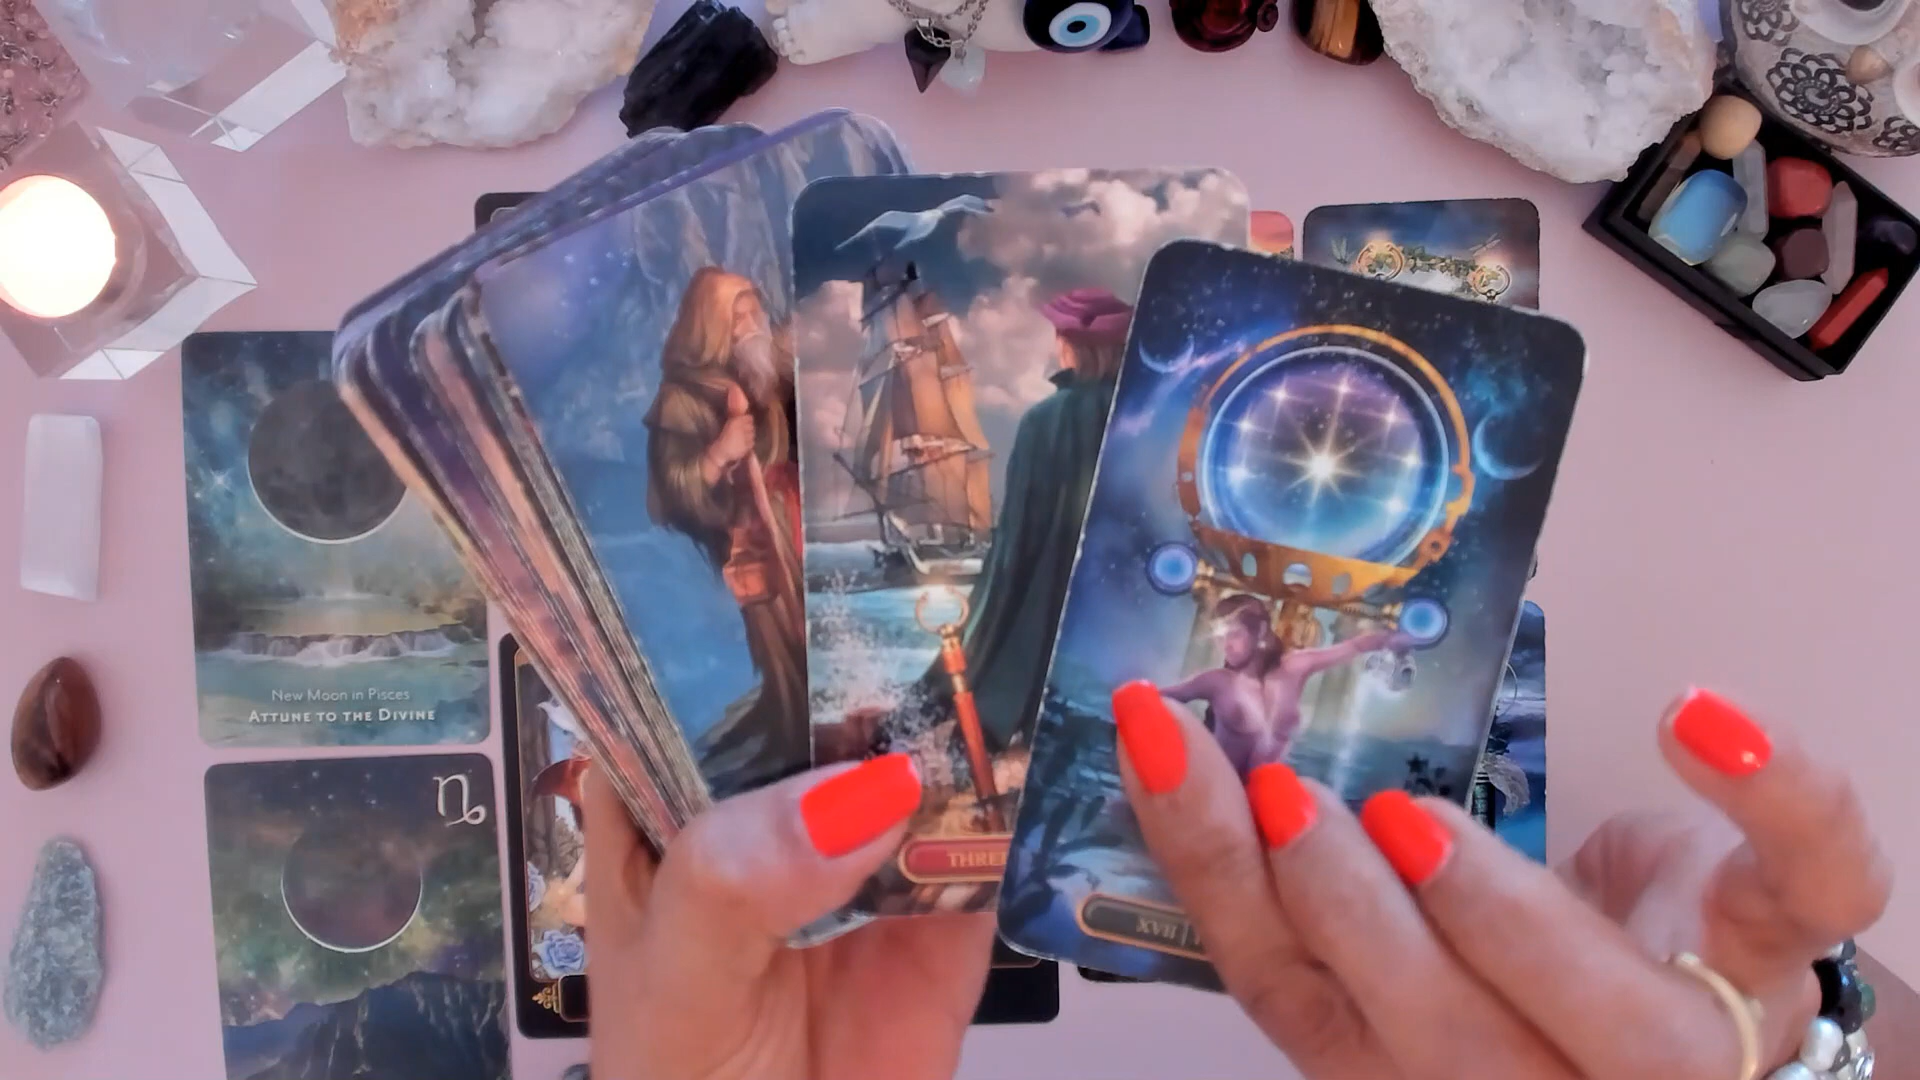 New Moon in Pisces
ATTUNE TO THE DIVINE
THREE
XVII